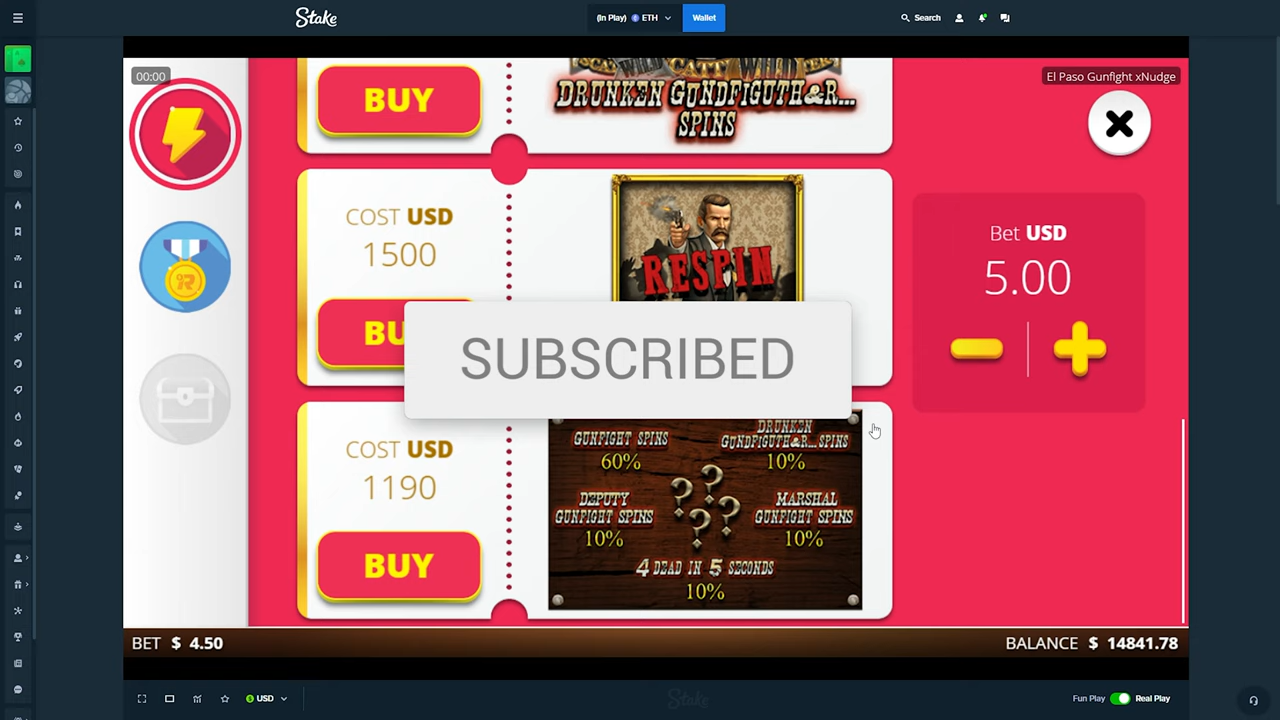 Stake
(In Play) ETH
Wallet
Search
00:00
El Paso Gunfight xNudge
BUY
DRUNKEN GUNDFIGUTH&R...
SPINS
COST USD
1500
RESPIN
Bet USD
5.00
SUBSCRIBED
COST USD
1190
BUY
GUNFIGHT SPINS
60%
DRUNKEN
GUNDFIGUTH&R...SPINS
10%
DEPUTY
GUNFIGHT SPINS
10%
? ? ? ?
MARSHAL
GUNFIGHT SPINS
10%
4 DEAD IN 5 SECONDS
10%
BET $ 4.50
BALANCE $ 14841.78
USD
Stake
Fun Play
Real Play